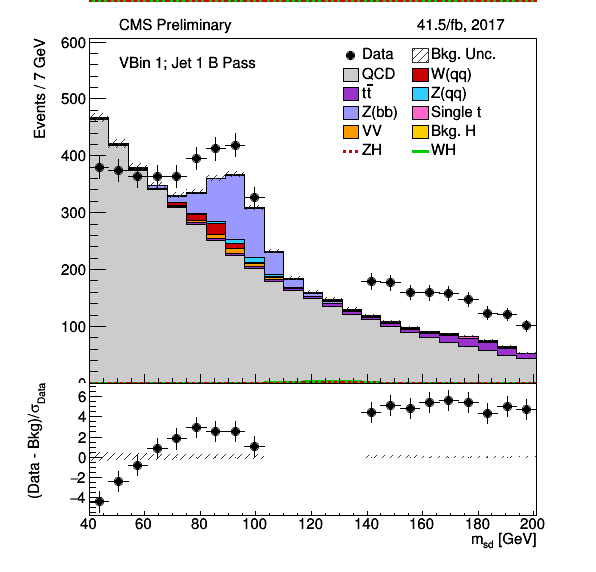 CMS Preliminary 41.5/fb, 2017
Events / 7 GeV
VBin 1; Jet 1 B Pass
Data Bkg. Unc.
QCD W(qq)
tt̄ Z(qq)
Z(bb) Single t
VV Bkg. H
ZH WH
600
500
400
300
200
100
0
(Data - Bkg)/σData
6
4
2
0
−2
−4
40 60 80 100 120 140 160 180 200
msd [GeV]